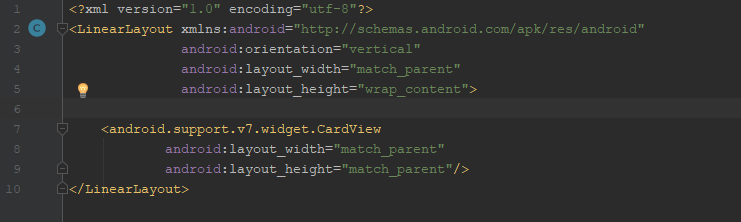 1 <?xml version="1.0" encoding="utf-8"?>
2 C <LinearLayout xmlns:android="http://schemas.android.com/apk/res/android"
3 android:orientation="vertical"
4 android:layout_width="match_parent"
5 android:layout_height="wrap_content">
6
7 <android.support.v7.widget.CardView
8 android:layout_width="match_parent"
9 android:layout_height="match_parent"/>
10 </LinearLayout>